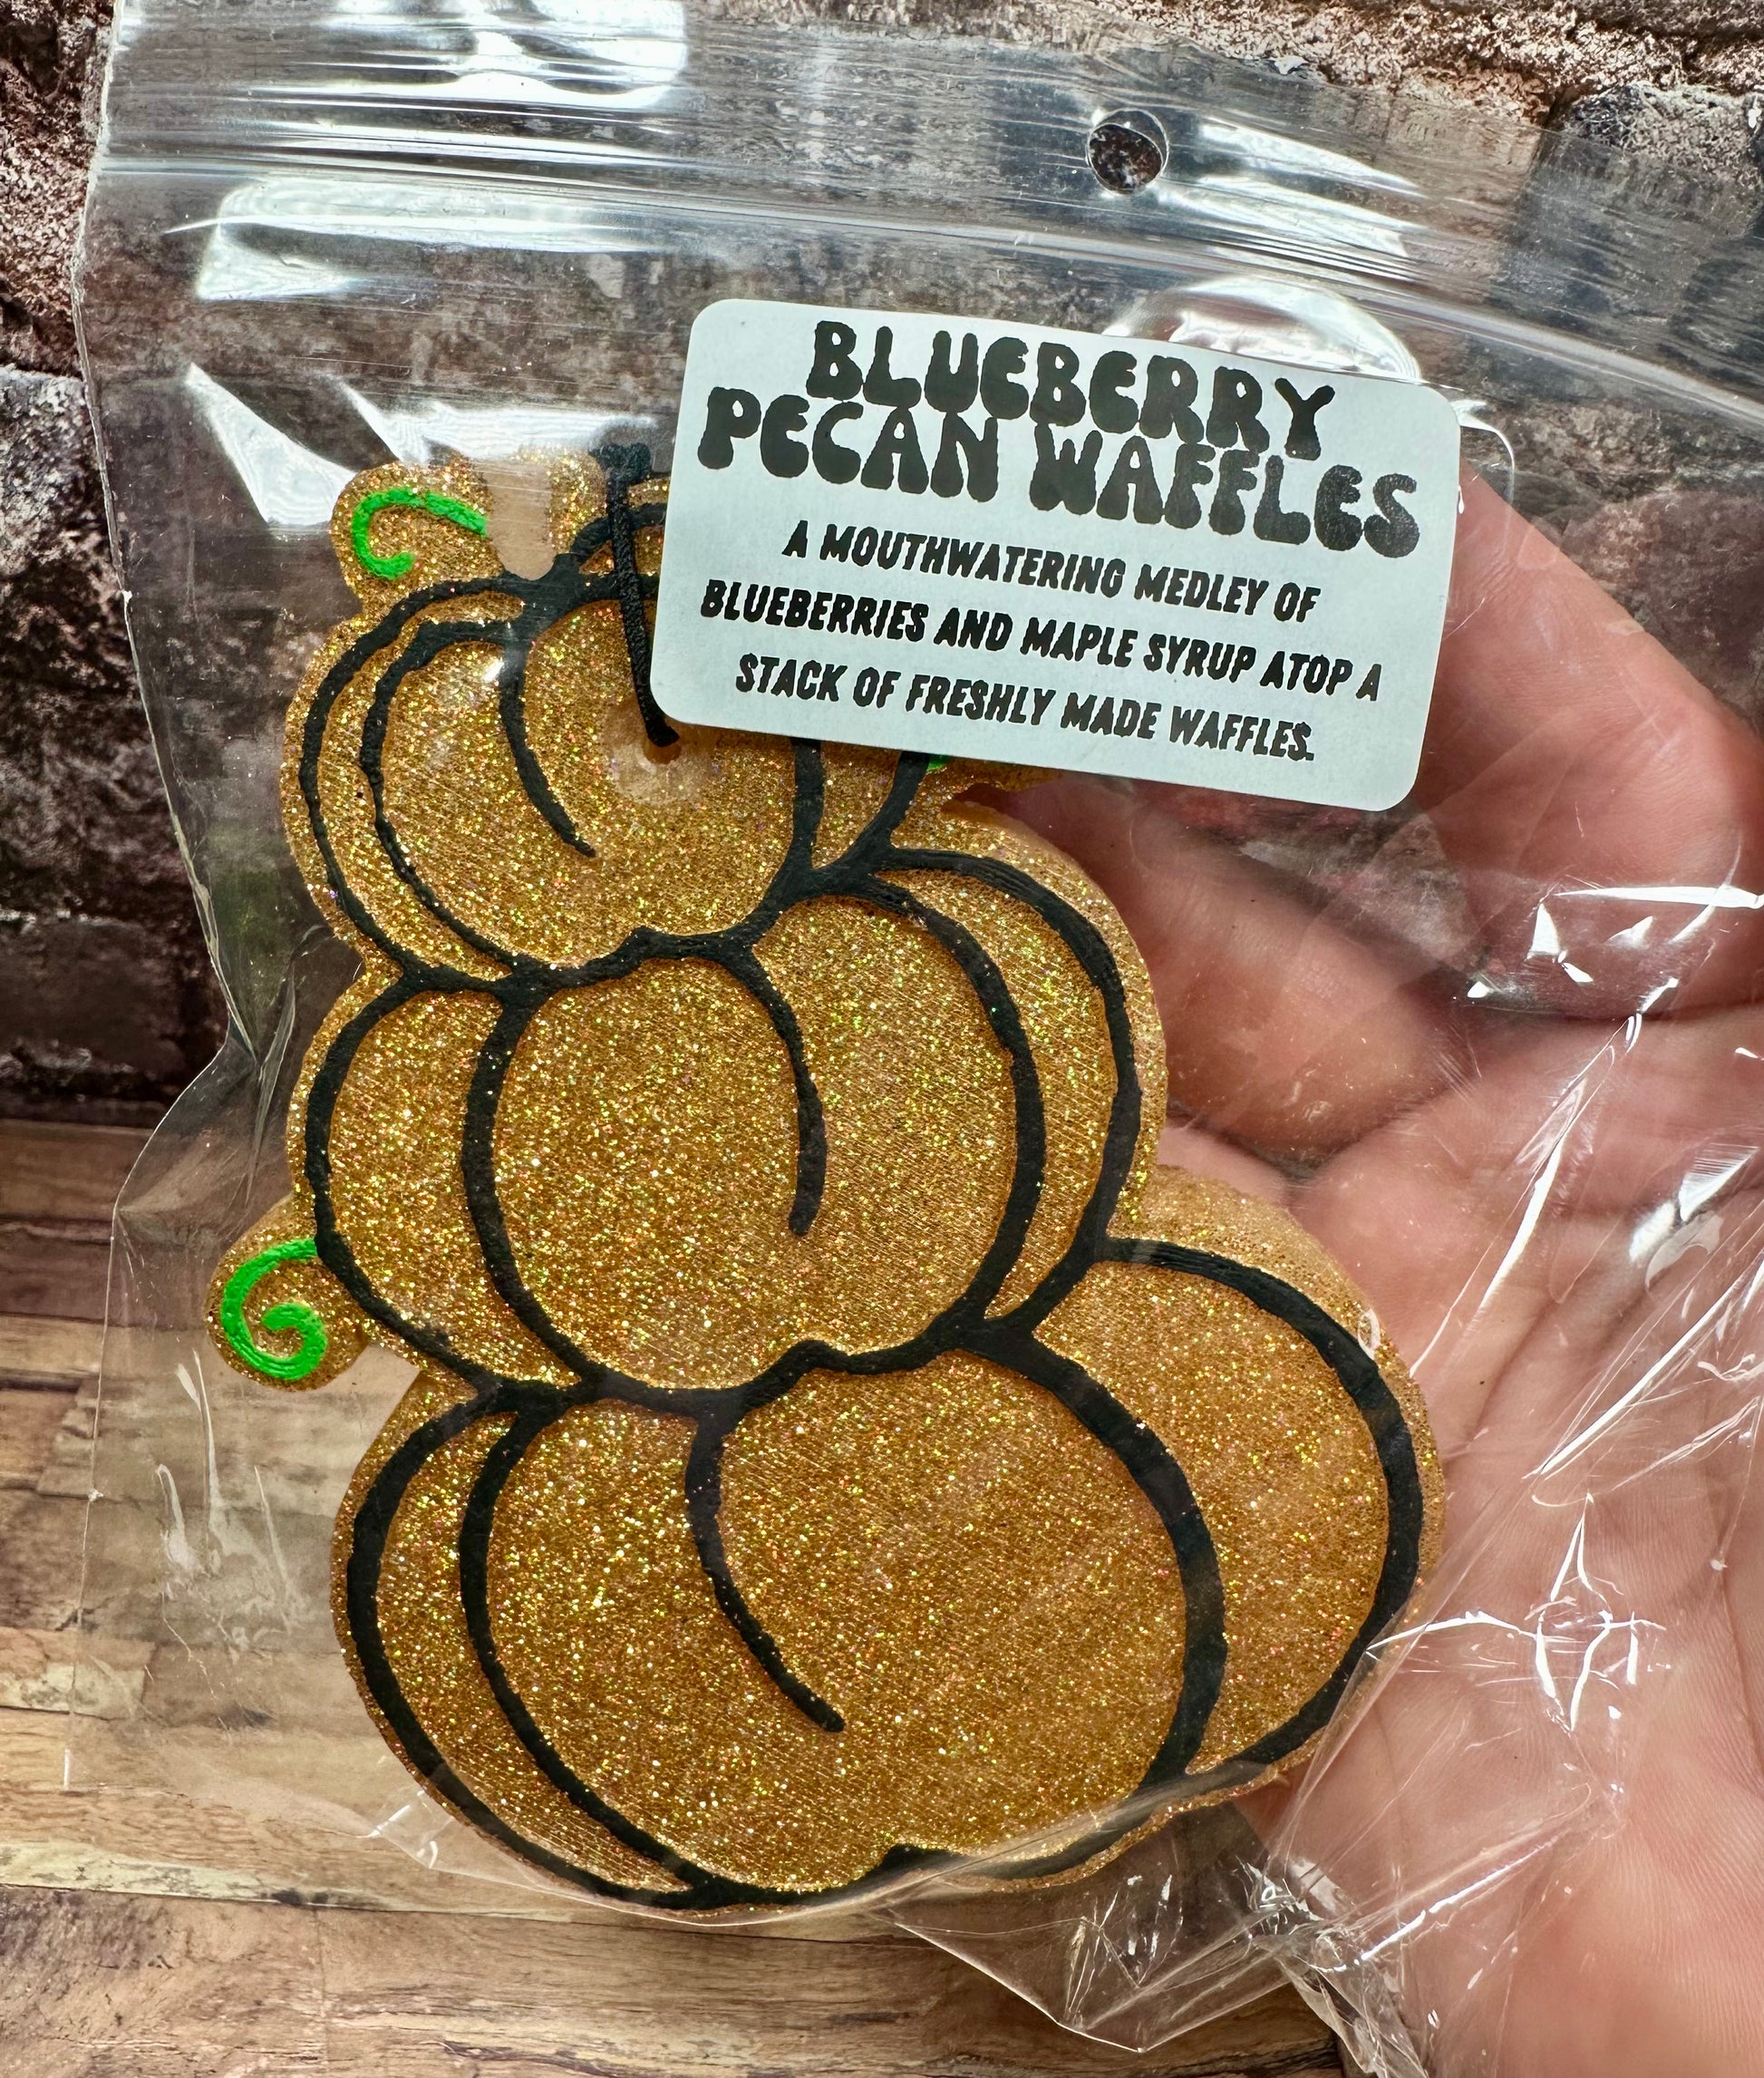 BLUEBERRY
PECAN WAFFLES
A MOUTHWATERING MEDLEY OF
BLUEBERRIES AND MAPLE SYRUP ATOP A
STACK OF FRESHLY MADE WAFFLES.